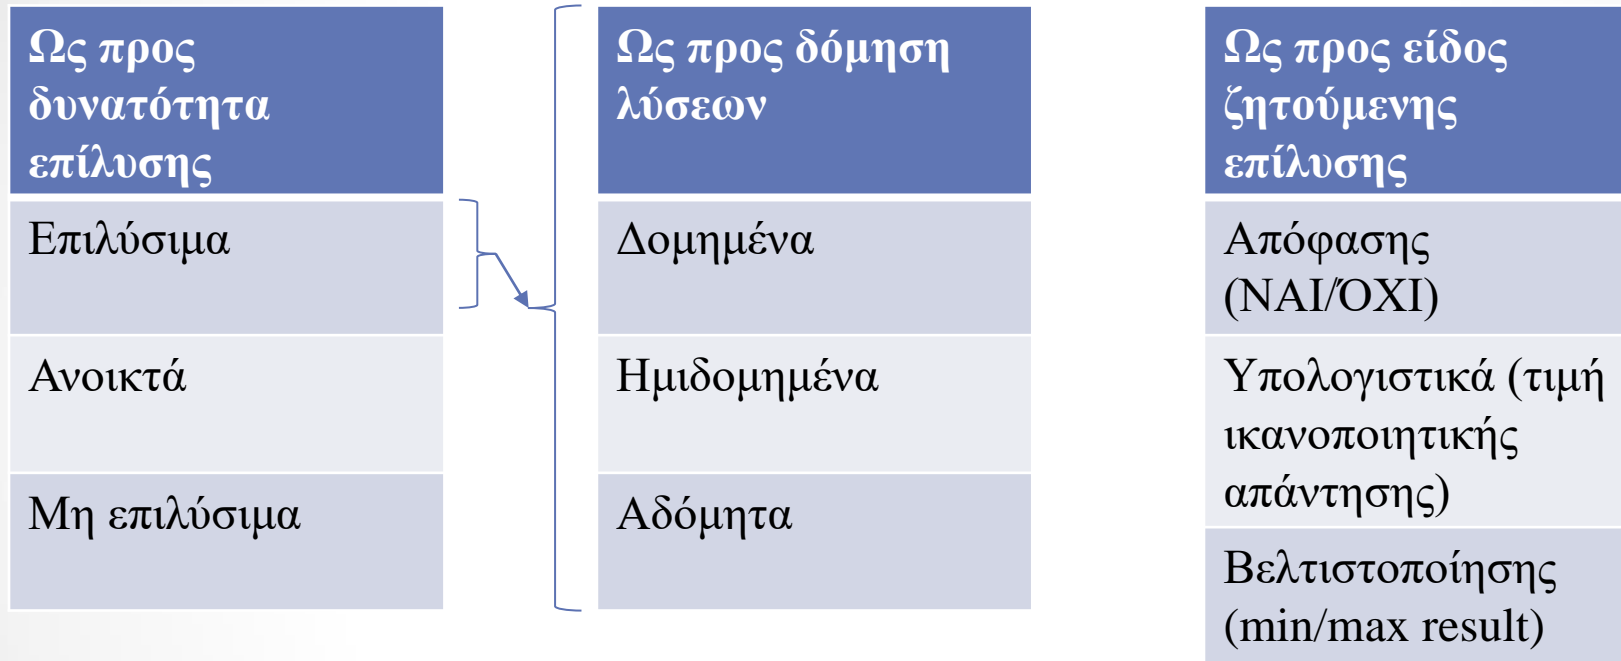 Ως προς
δυνατότητα
επίλυσης
Επιλύσιμα
Ανοικτά
Μη επιλύσιμα
Ως προς δόμηση
λύσεων
Δομημένα
Ημιδομημένα
Αδόμητα
Ως προς είδος
ζητούμενης
επίλυσης
Απόφασης
(ΝΑΙ/ΌΧΙ)
Υπολογιστικά (τιμή
ικανοποιητικής
απάντησης)
Βελτιστοποίησης
(min/max result)